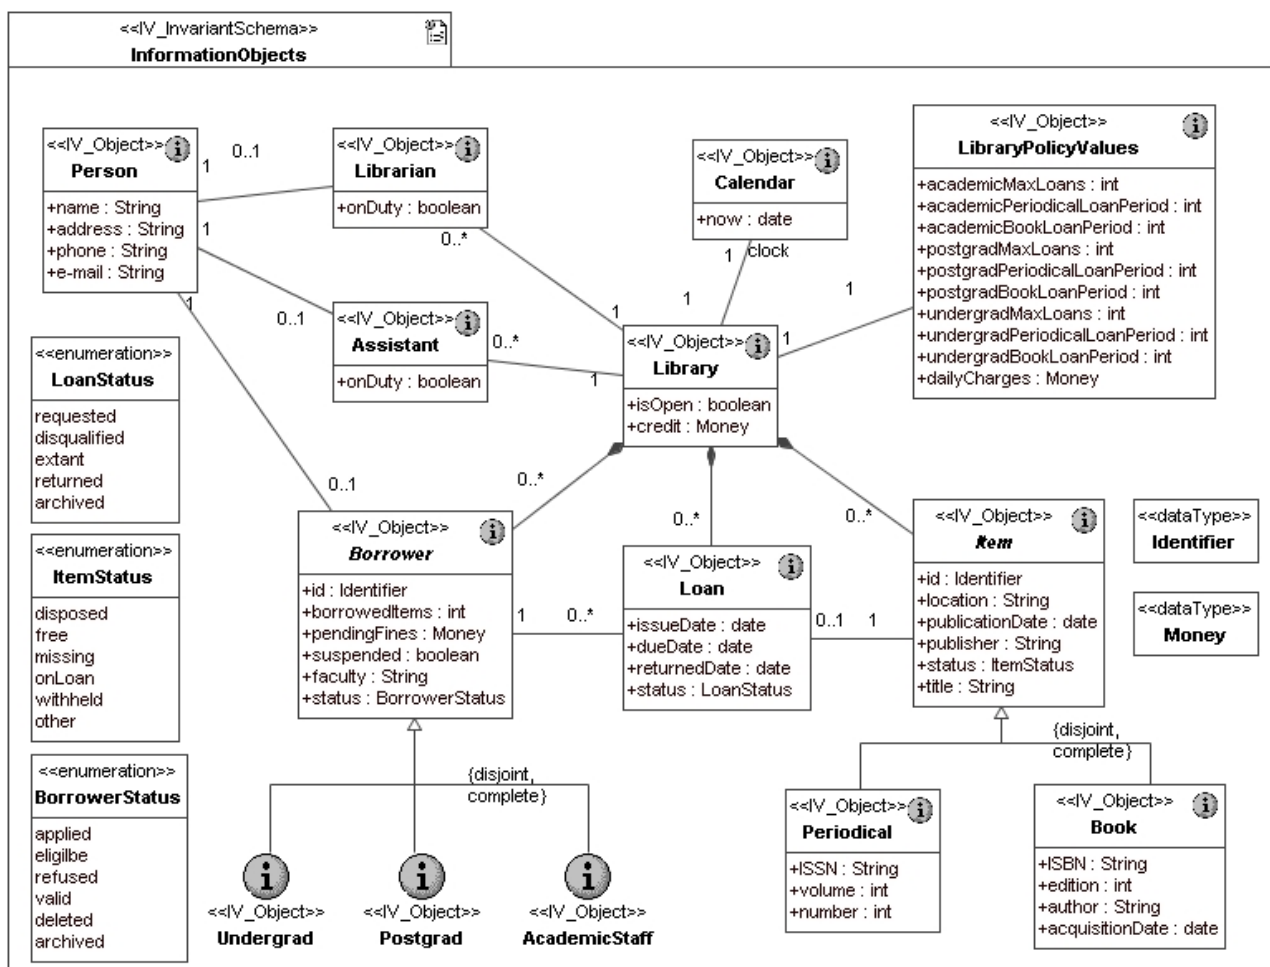 <<IV_InvariantSchema>>
InformationObjects
<<IV_Object>>
Person
+name : String
+address : String
+phone : String
+e-mail : String
1
0..1
1
1
<<IV_Object>>
Librarian
+onDuty : boolean
0..*
1
<<IV_Object>>
Calendar
+now : date
1
clock
1
<<IV_Object>>
LibraryPolicyValues
+academicMaxLoans : int
+academicPeriodicalLoanPeriod : int
+academicBookLoanPeriod : int
+postgradMaxLoans : int
+postgradPeriodicalLoanPeriod : int
+postgradBookLoanPeriod : int
+undergradMaxLoans : int
+undergradPeriodicalLoanPeriod : int
+undergradBookLoanPeriod : int
+dailyCharges : Money
1
1
0..1
<<IV_Object>>
Assistant
+onDuty : boolean
0..*
1
<<IV_Object>>
Library
+isOpen : boolean
+credit : Money
<<enumeration>>
LoanStatus
requested
disqualified
extant
returned
archived
0..1
0..*
0..*
0..*
<<enumeration>>
ItemStatus
disposed
free
missing
onLoan
withheld
other
<<IV_Object>>
Borrower
+id : Identifier
+borrowedItems : int
+pendingFines : Money
+suspended : boolean
+faculty : String
+status : BorrowerStatus
1
0..*
<<IV_Object>>
Loan
+issueDate : date
+dueDate : date
+returnedDate : date
+status : LoanStatus
0..1
1
<<IV_Object>>
Item
+id : Identifier
+location : String
+publicationDate : date
+publisher : String
+status : ItemStatus
+title : String
<<dataType>>
Identifier
<<dataType>>
Money
<<enumeration>>
BorrowerStatus
applied
eligilbe
refused
valid
deleted
archived
{disjoint,
complete}
<<IV_Object>>
Undergrad
<<IV_Object>>
Postgrad
<<IV_Object>>
AcademicStaff
{disjoint,
complete}
<<IV_Object>>
Periodical
+ISSN : String
+volume : int
+number : int
<<IV_Object>>
Book
+ISBN : String
+edition : int
+author : String
+acquisitionDate : date